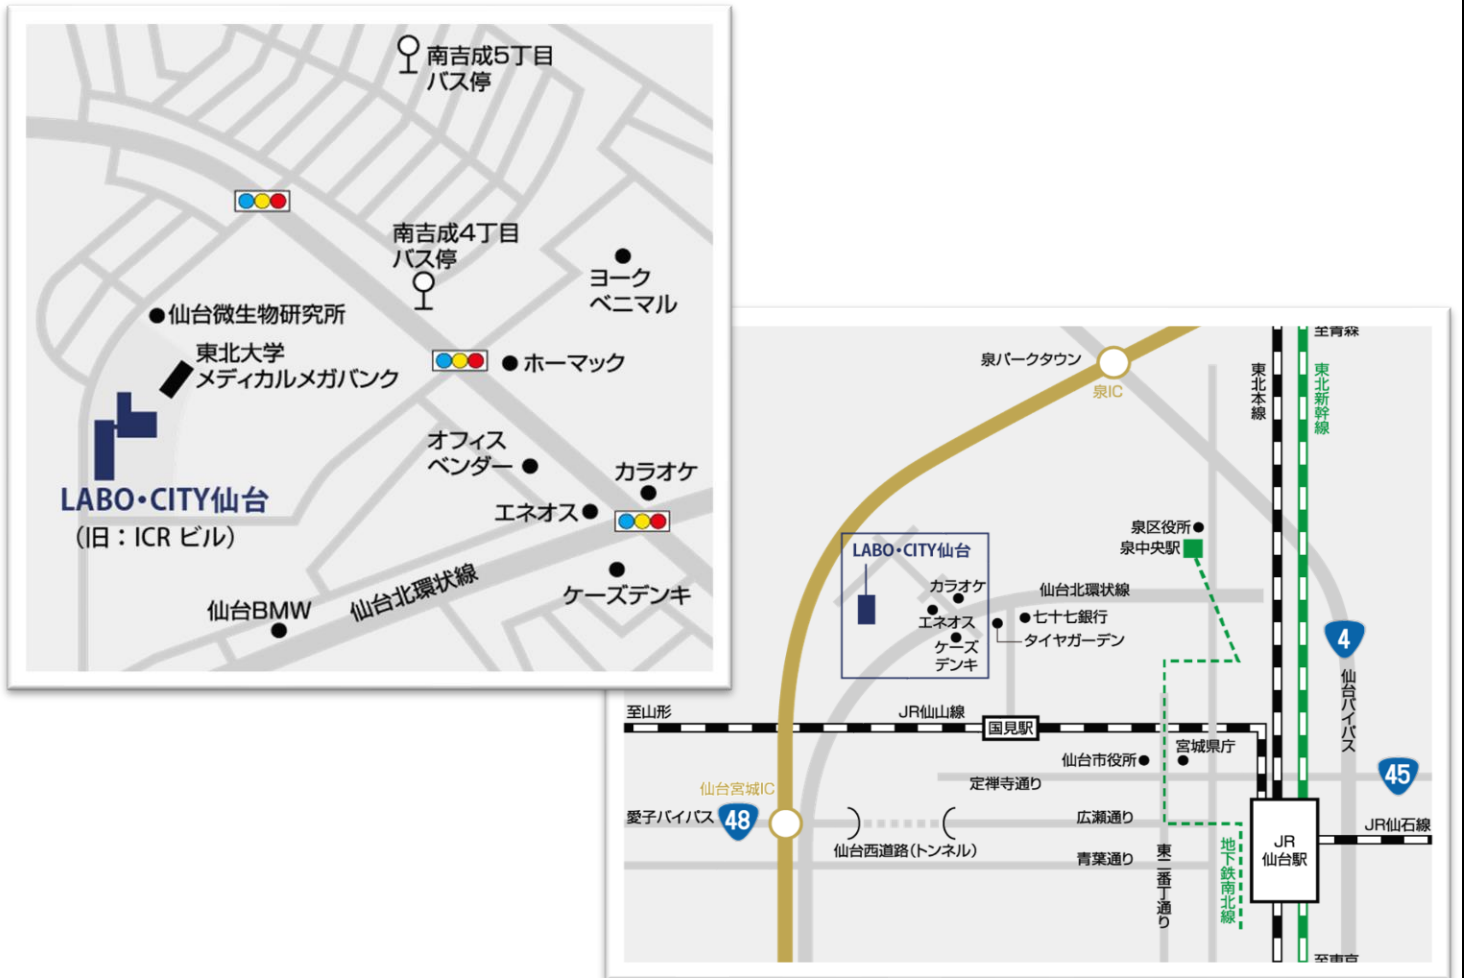 南吉成5丁目
バス停
南吉成4丁目
バス停
ヨーク
ベニマル
仙台微生物研究所
東北大学
メディカルメガバンク
ホーマック
オフィス
ベンダー
カラオケ
エネオス
LABO・CITY仙台
(旧：ICR ビル)
ケーズデンキ
仙台北環状線
仙台BMW
至青森
泉パークタウン
泉IC
東北本線
東北新幹線
泉区役所
泉中央駅
LABO・CITY仙台
カラオケ
仙台北環状線
エネオス
七十七銀行
タイヤガーデン
ケーズ
デンキ
4
仙台バイパス
至山形
JR仙山線
国見駅
仙台市役所
宮城県庁
45
定禅寺通り
仙台宮城IC
愛子バイパス
48
広瀬通り
仙台西道路(トンネル)
青葉通り
東二番丁通り
地下鉄南北線
JR
仙台駅
JR仙石線
至東京